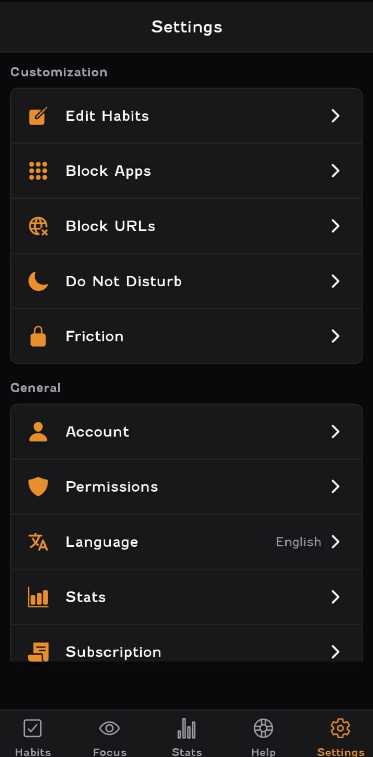 Settings
Customization
Edit Habits
Block Apps
Block URLs
Do Not Disturb
Friction
General
Account
Permissions
Language English
Stats
Subscription
Habits Focus Stats Help Settings